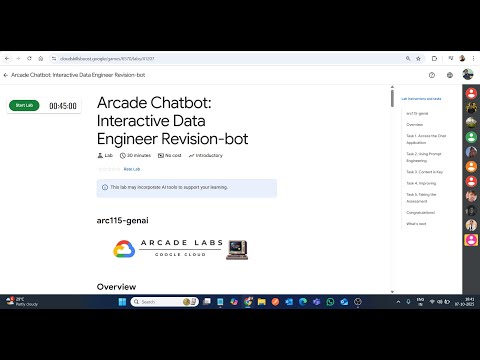 cloudskillsboost.google/games/6570/labs/41007
Arcade Chatbot: Interactive Data Engineer Revision-bot
Start Lab
00:45:00
Arcade Chatbot:
Interactive Data
Engineer Revision-bot
Lab
30 minutes
No cost
Introductory
Rate Lab
This lab may incorporate AI tools to support your learning.
arc115-genai
ARCADE LABS
GOOGLE CLOUD
Overview
Lab instructions and tasks
arc115-genai
Overview
Task 1. Access the Chat
Application
Task 2. Using Prompt
Engineering
Task 3. Context is Key
Task 4. Improving
Task 5. Taking the
Assessment
Congratulations!
What's next
21°C
Partly cloudy
Search
ENG
IN
18:41
07-10-2025